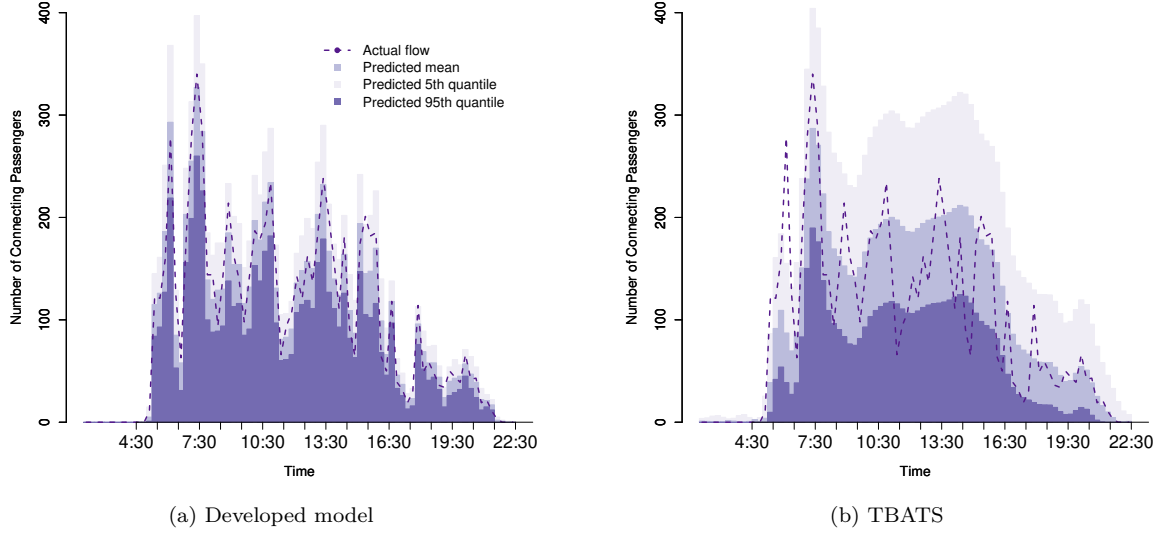 Number of Connecting Passengers
400
300
200
100
0
Actual flow
Predicted mean
Predicted 5th quantile
Predicted 95th quantile
4:30 7:30 10:30 13:30 16:30 19:30 22:30
Time
(a) Developed model
Number of Connecting Passengers
400
300
200
100
0
4:30 7:30 10:30 13:30 16:30 19:30 22:30
Time
(b) TBATS